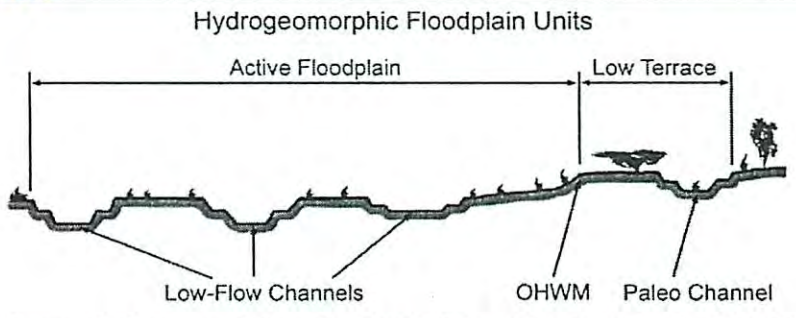 Hydrogeomorphic Floodplain Units
Active Floodplain
Low Terrace
Low-Flow Channels
OHWM
Paleo Channel